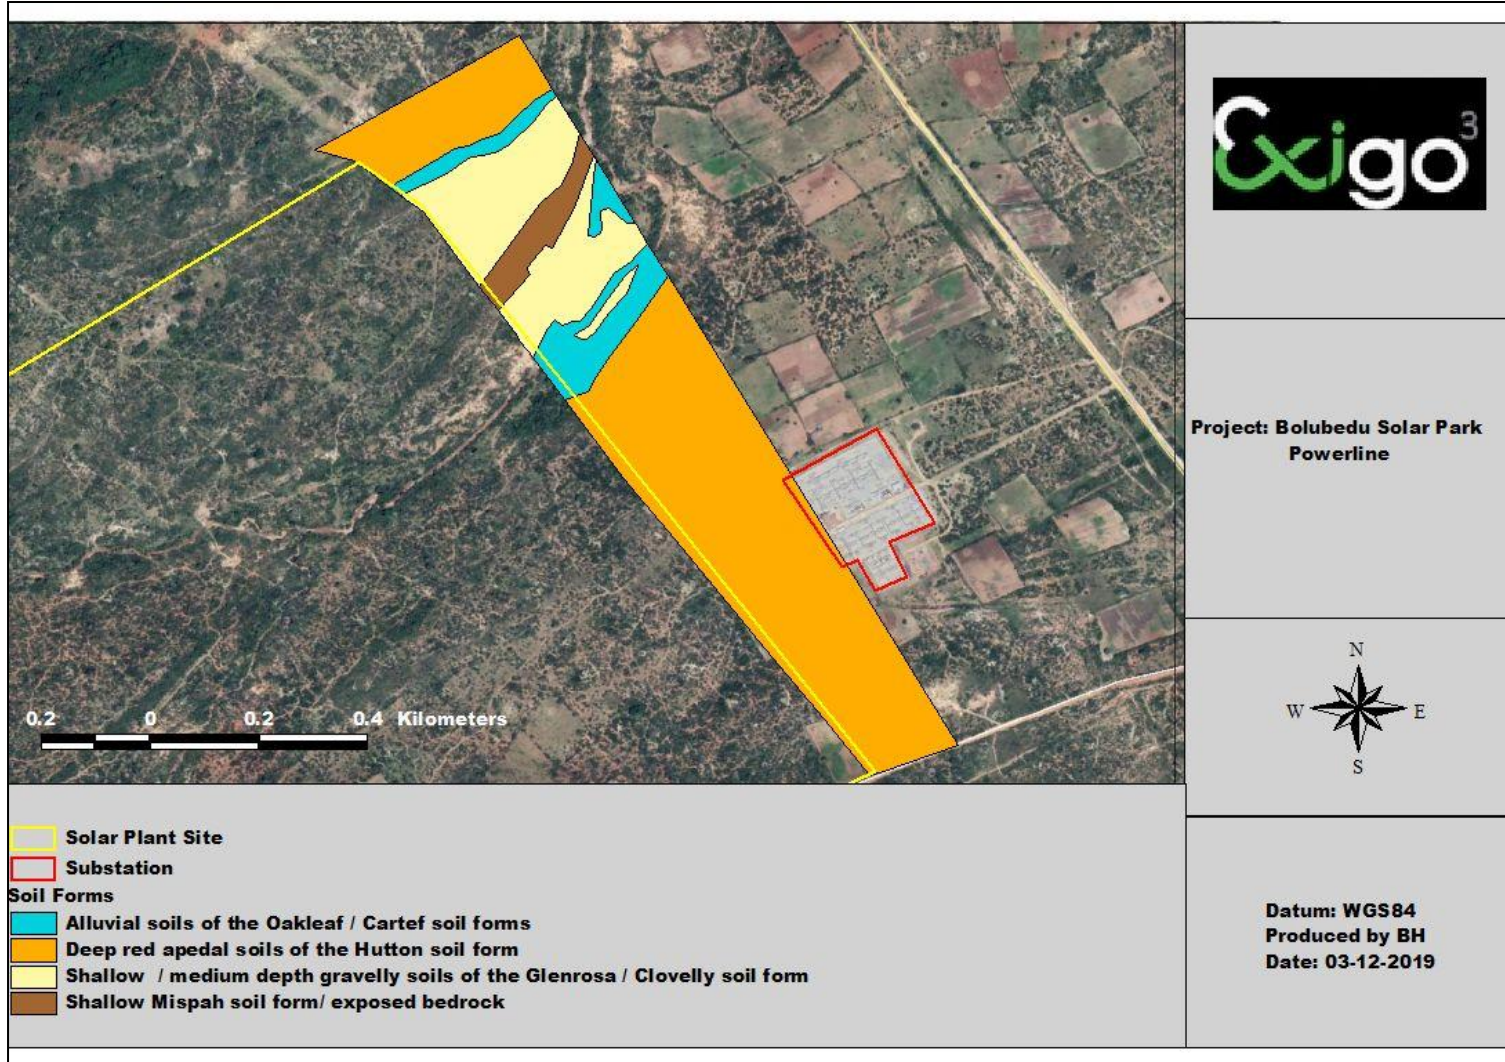 Exigo3
Project: Bolubedu Solar Park
Powerline
N
W E
S
0.2 0 0.2 0.4 Kilometers
Solar Plant Site
Substation
Soil Forms
Alluvial soils of the Oakleaf / Cartef soil forms
Deep red apedal soils of the Hutton soil form
Shallow / medium depth gravelly soils of the Glenrosa / Clovelly soil form
Shallow Mispah soil form/ exposed bedrock
Datum: WGS84
Produced by BH
Date: 03-12-2019